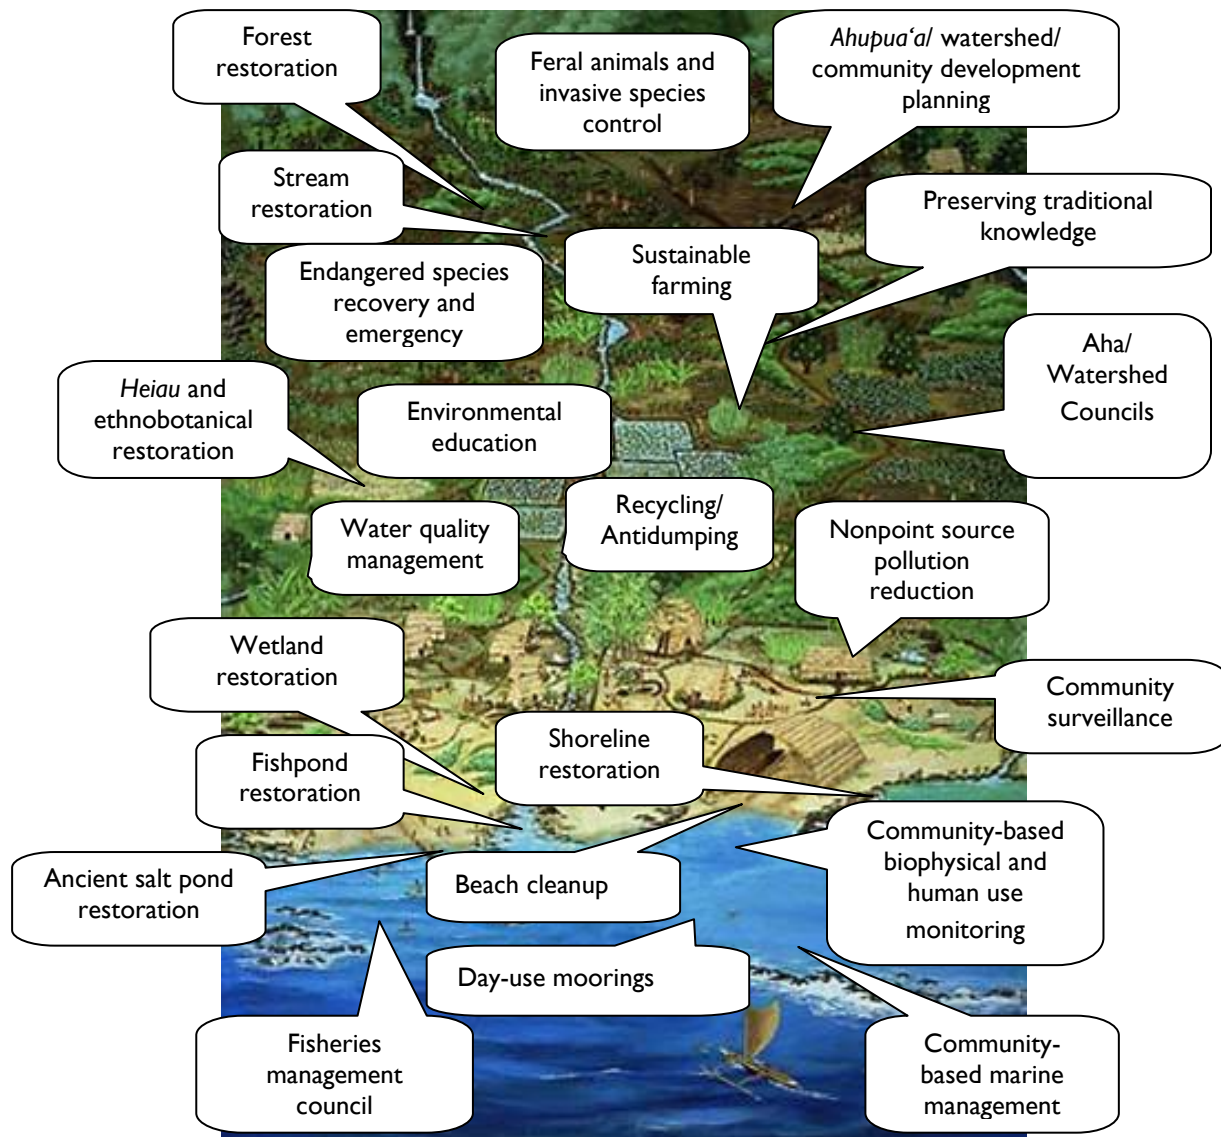 Forest
restoration
Feral animals and
invasive species
control
Ahupua‘a/ watershed/
community development
planning
Stream
restoration
Preserving traditional
knowledge
Sustainable
farming
Endangered species
recovery and
emergency
Aha/
Watershed
Councils
Heiau and
ethnobotanical
restoration
Environmental
education
Recycling/
Antidumping
Water quality
management
Nonpoint source
pollution
reduction
Wetland
restoration
Community
surveillance
Shoreline
restoration
Fishpond
restoration
Community-based
biophysical and
human use
monitoring
Ancient salt pond
restoration
Beach cleanup
Day-use moorings
Fisheries
management
council
Community-
based marine
management